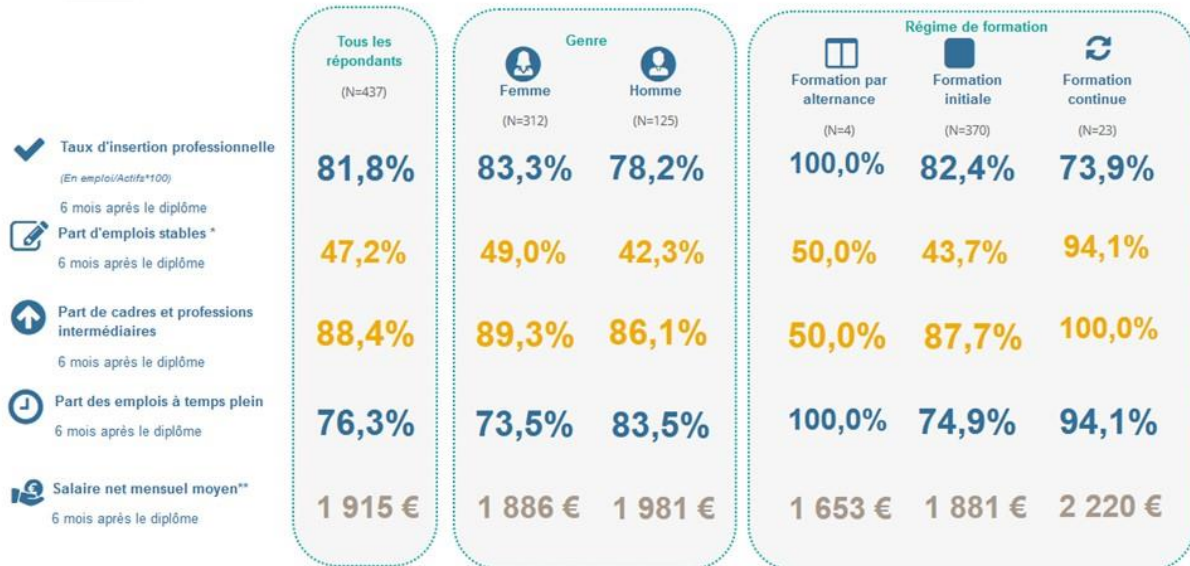 Tous les
répondants
(N=437)
Genre
Femme
(N=312)
Homme
(N=125)
Régime de formation
Formation par
alternance
(N=4)
Formation
initiale
(N=370)
Formation
continue
(N=23)
Taux d'insertion professionnelle
(En emploi/Actifs*100)
6 mois après le diplôme
81,8% 83,3% 78,2% 100,0% 82,4% 73,9%
Part d'emplois stables *
6 mois après le diplôme
47,2% 49,0% 42,3% 50,0% 43,7% 94,1%
Part de cadres et professions
intermédiaires
6 mois après le diplôme
88,4% 89,3% 86,1% 50,0% 87,7% 100,0%
Part des emplois à temps plein
6 mois après le diplôme
76,3% 73,5% 83,5% 100,0% 74,9% 94,1%
Salaire net mensuel moyen**
6 mois après le diplôme
1 915 € 1 886 € 1 981 € 1 653 € 1 881 € 2 220 €